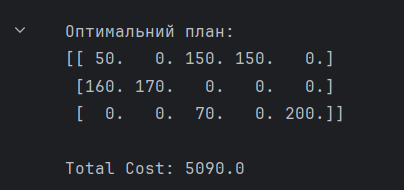 Оптимальний план:
[[ 50.   0. 150. 150.   0.]
 [160. 170.   0.   0.   0.]
 [  0.   0.  70.   0. 200.]]
Total Cost: 5090.0